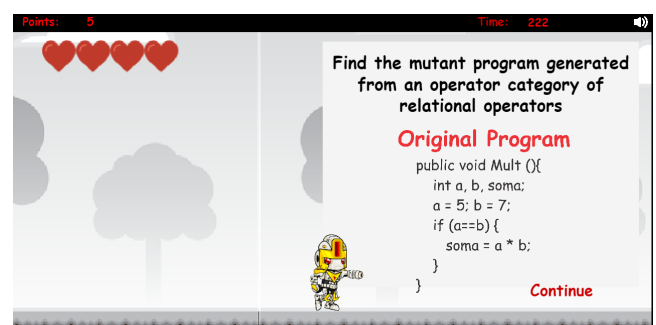 Points: 5 Time: 222
Find the mutant program generated
from an operator category of
relational operators
Original Program
public void Mult (){
int a, b, soma;
a = 5; b = 7;
if (a==b) {
soma = a * b;
}
}
Continue